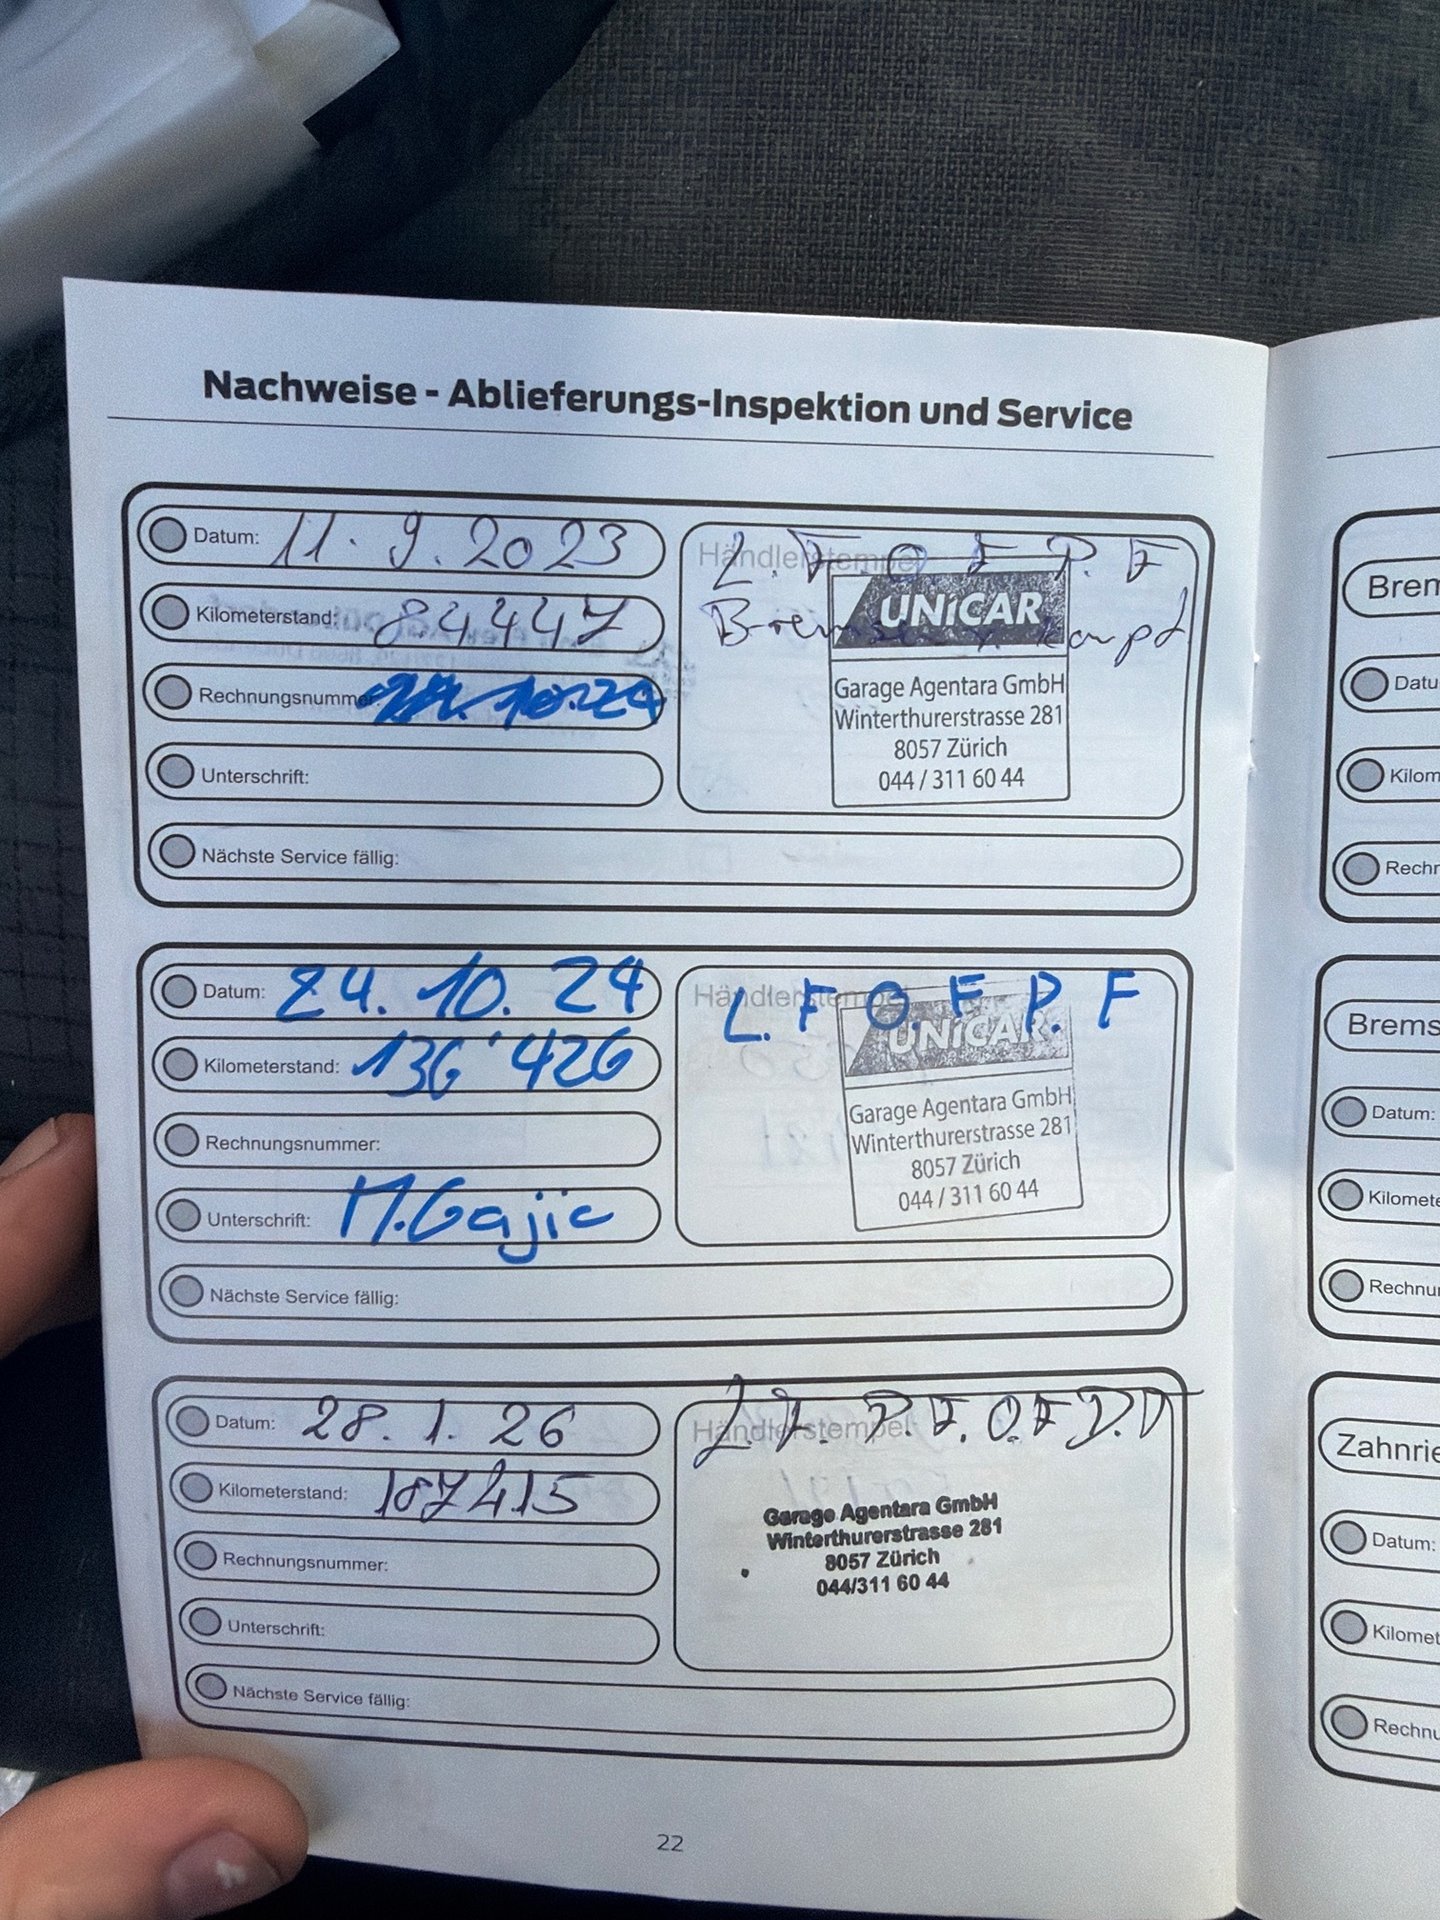 Nachweise - Ablieferungs-Inspektion und Service
Datum: 11. 9. 2023
Kilometerstand: 84447
Rechnungsnummer:
Unterschrift:
Nächste Service fällig:
Händlerstempel
L. F. O. F P. F
UNiCAR
Garage Agentara GmbH
Winterthurerstrasse 281
8057 Zürich
044 / 311 60 44
Datum: 24. 10. 24
Kilometerstand: 136'426
Rechnungsnummer:
Unterschrift: M.Gajic
Nächste Service fällig:
Händlerstempel
L. F O F P. F
UNiCAR
Garage Agentara GmbH
Winterthurerstrasse 281
8057 Zürich
044 / 311 60 44
Datum: 28. 1. 26
Kilometerstand: 187415
Rechnungsnummer:
Unterschrift:
Nächste Service fällig:
Händlerstempel
Garage Agentara GmbH
Winterthurerstrasse 281
8057 Zürich
044/311 60 44
22
Brem
Datu
Kilom
Rechn
Brems
Datum:
Kilomete
Rechnu
Zahnrie
Datum:
Kilomet
Rechnu